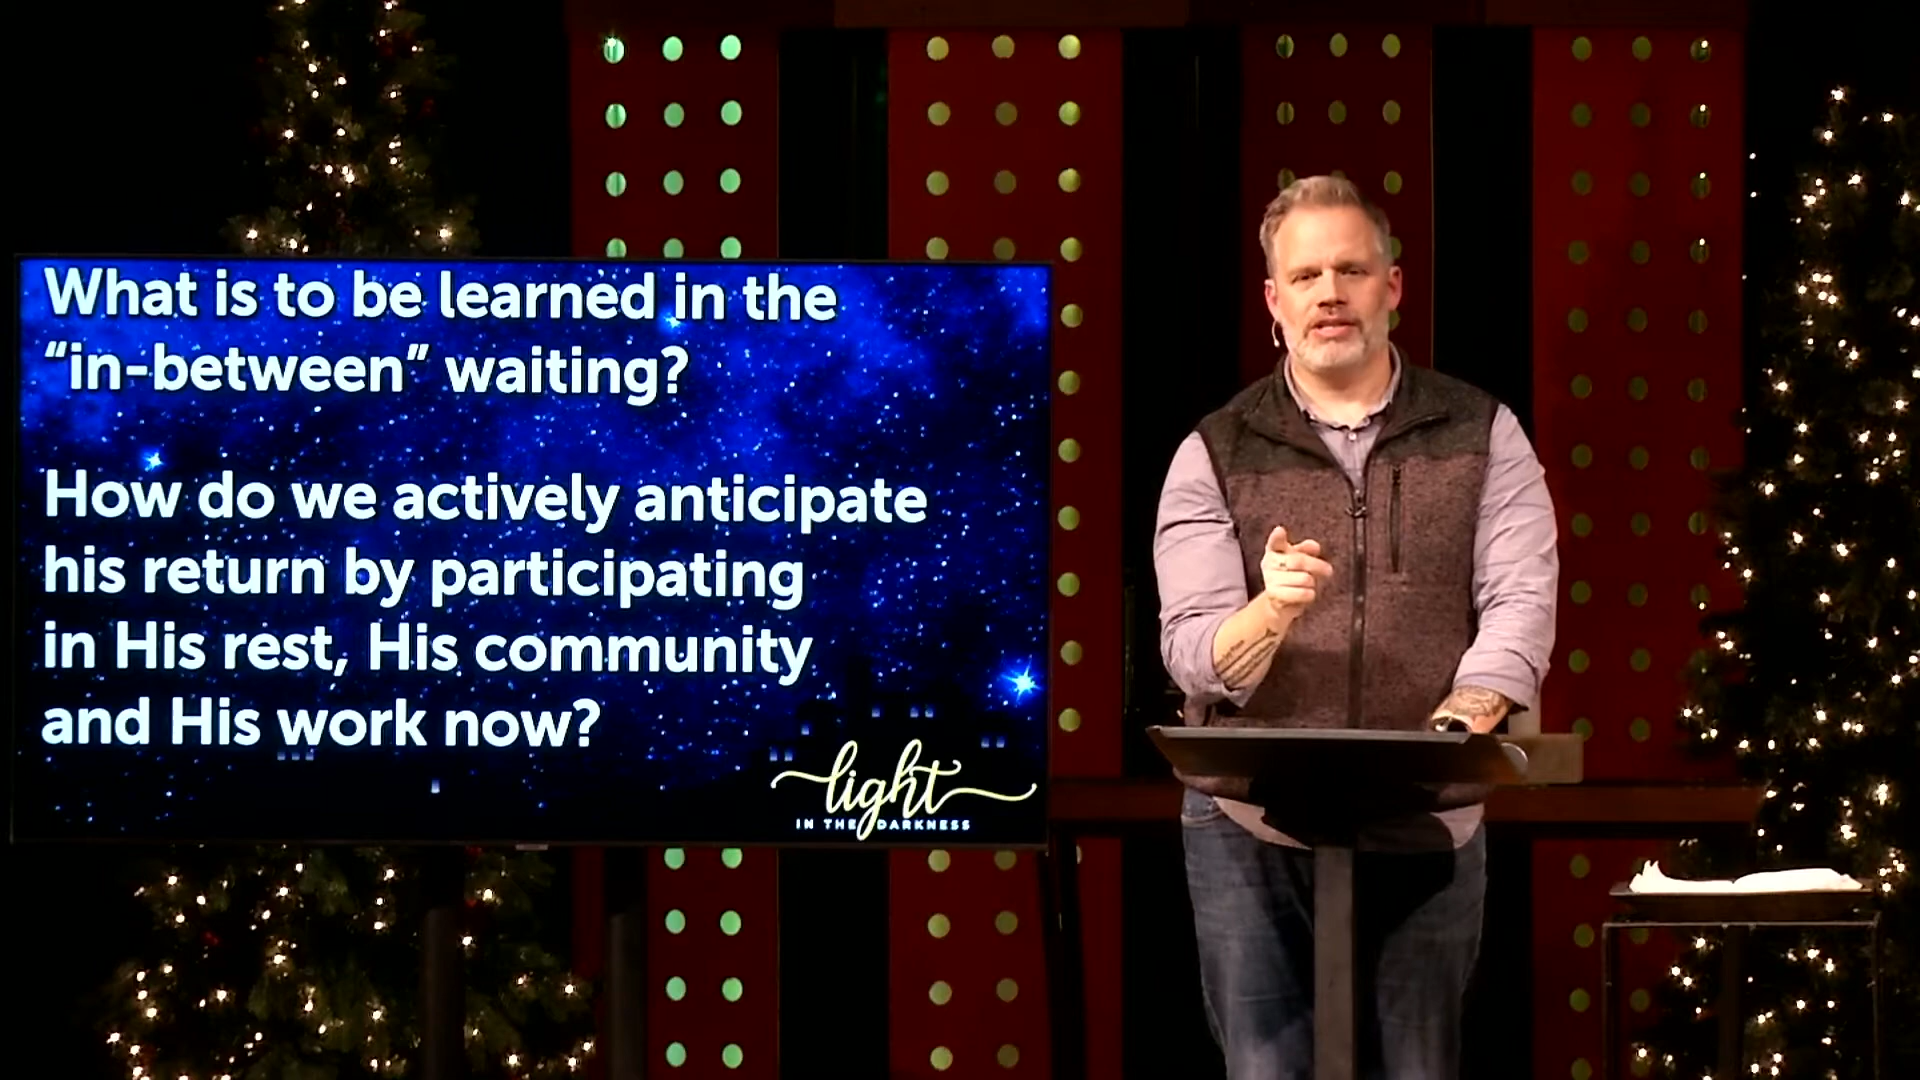 What is to be learned in the
“in-between” waiting?
How do we actively anticipate
his return by participating
in His rest, His community
and His work now?
light
IN THE DARKNESS